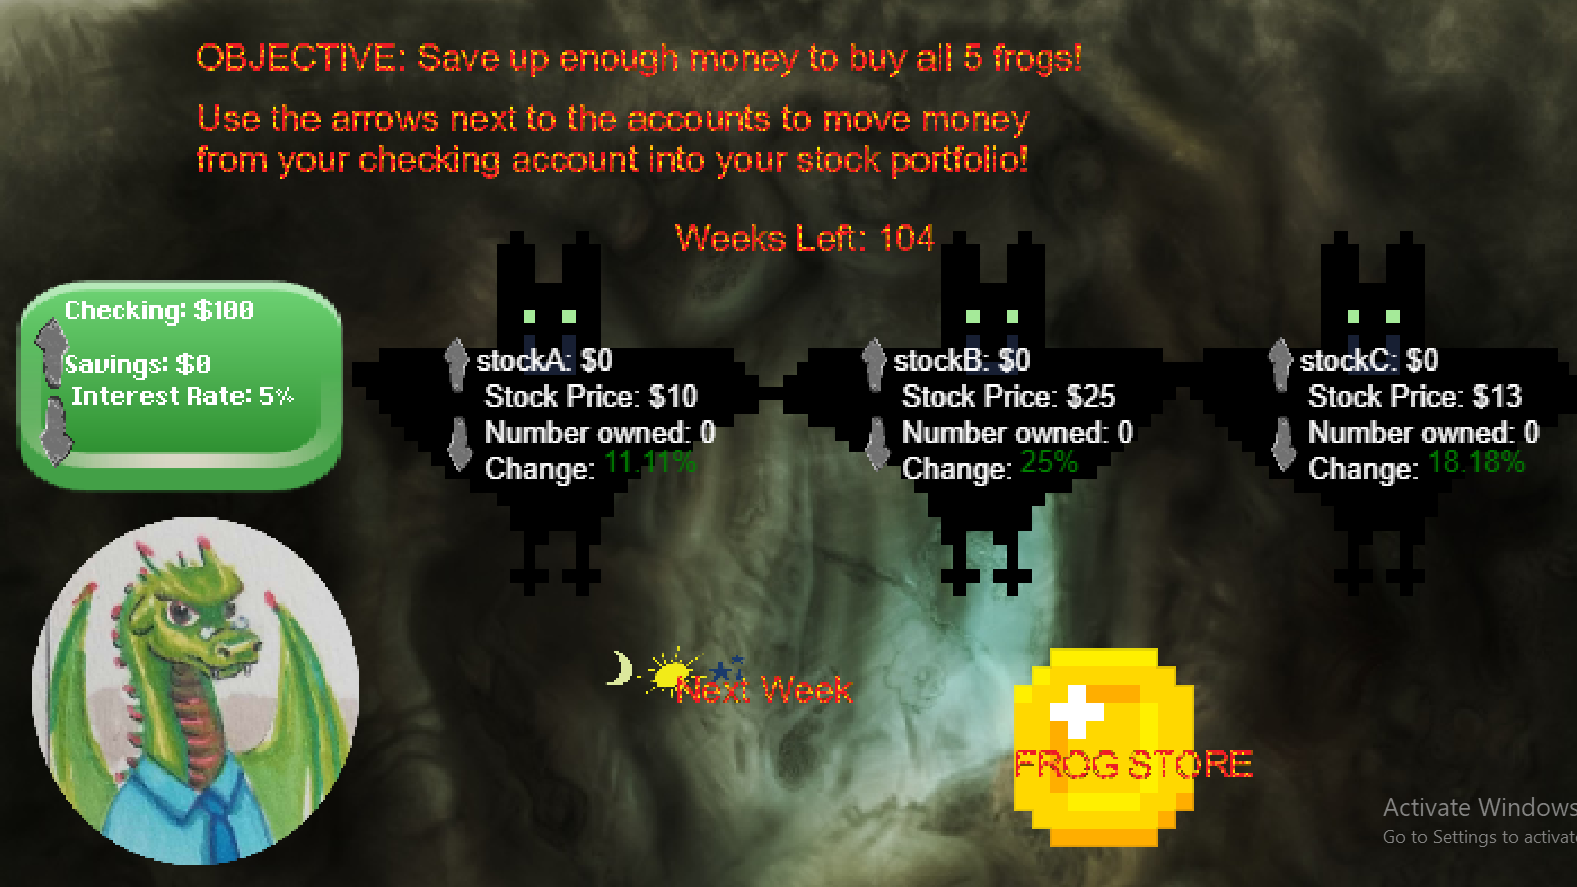 OBJECTIVE: Save up enough money to buy all 5 frogs!
Use the arrows next to the accounts to move money
from your checking account into your stock portfolio!
Weeks Left: 104
Checking: $100
Savings: $0
Interest Rate: 5%
stockA: $0
Stock Price: $10
Number owned: 0
Change: 11.11%
stockB: $0
Stock Price: $25
Number owned: 0
Change: 25%
stockC: $0
Stock Price: $13
Number owned: 0
Change: 18.18%
Next Week
FROG STORE
Activate Windows
Go to Settings to activat